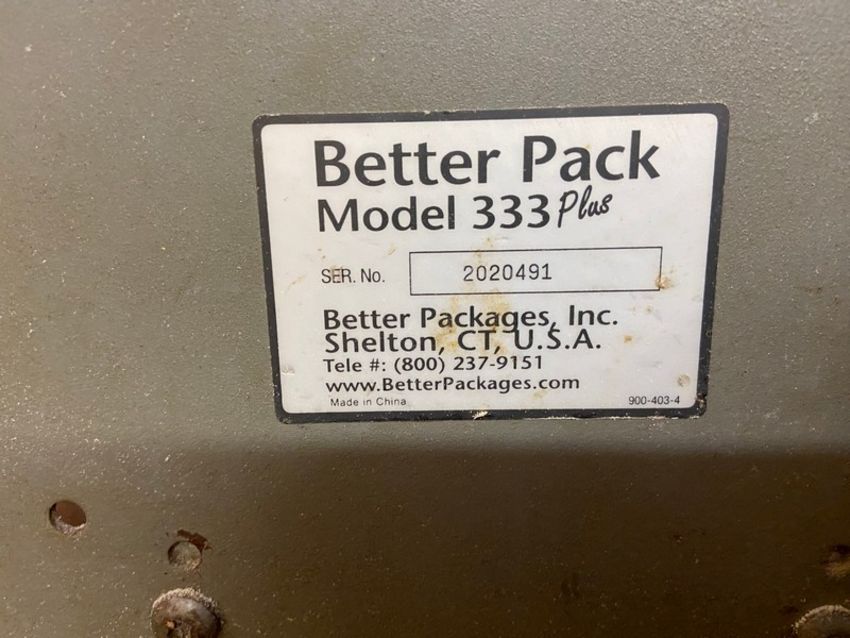 Better Pack
Model 333 Plus
SER. No. 2020491
Better Packages, Inc.
Shelton, CT, U.S.A.
Tele #: (800) 237-9151
www.BetterPackages.com
Made in China 900-403-4